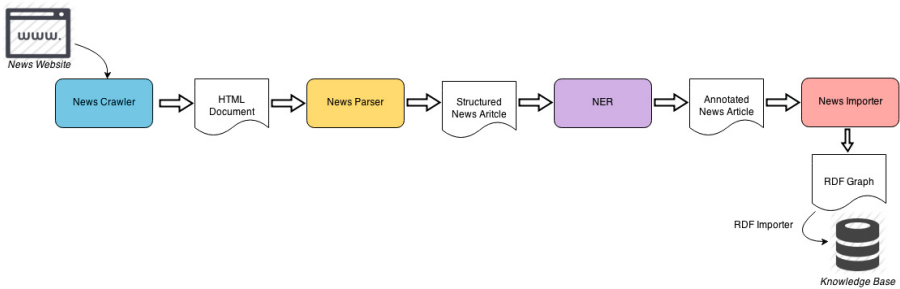 www.
News Website
News Crawler
HTML
Document
News Parser
Structured
News Aritcle
NER
Annotated
News Article
News Importer
RDF Graph
RDF Importer
Knowledge Base